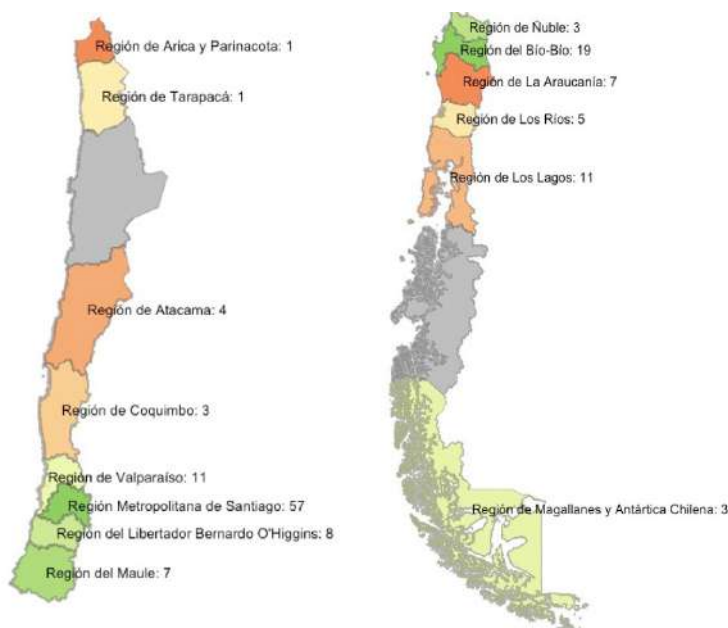 Región de Arica y Parinacota: 1
Región de Tarapacá: 1
Región de Atacama: 4
Región de Coquimbo: 3
Región de Valparaíso: 11
Región Metropolitana de Santiago: 57
Región del Libertador Bernardo O'Higgins: 8
Región del Maule: 7
Región de Ñuble: 3
Región del Bío-Bío: 19
Región de La Araucanía: 7
Región de Los Ríos: 5
Región de Los Lagos: 11
Región de Magallanes y Antártica Chilena: 3